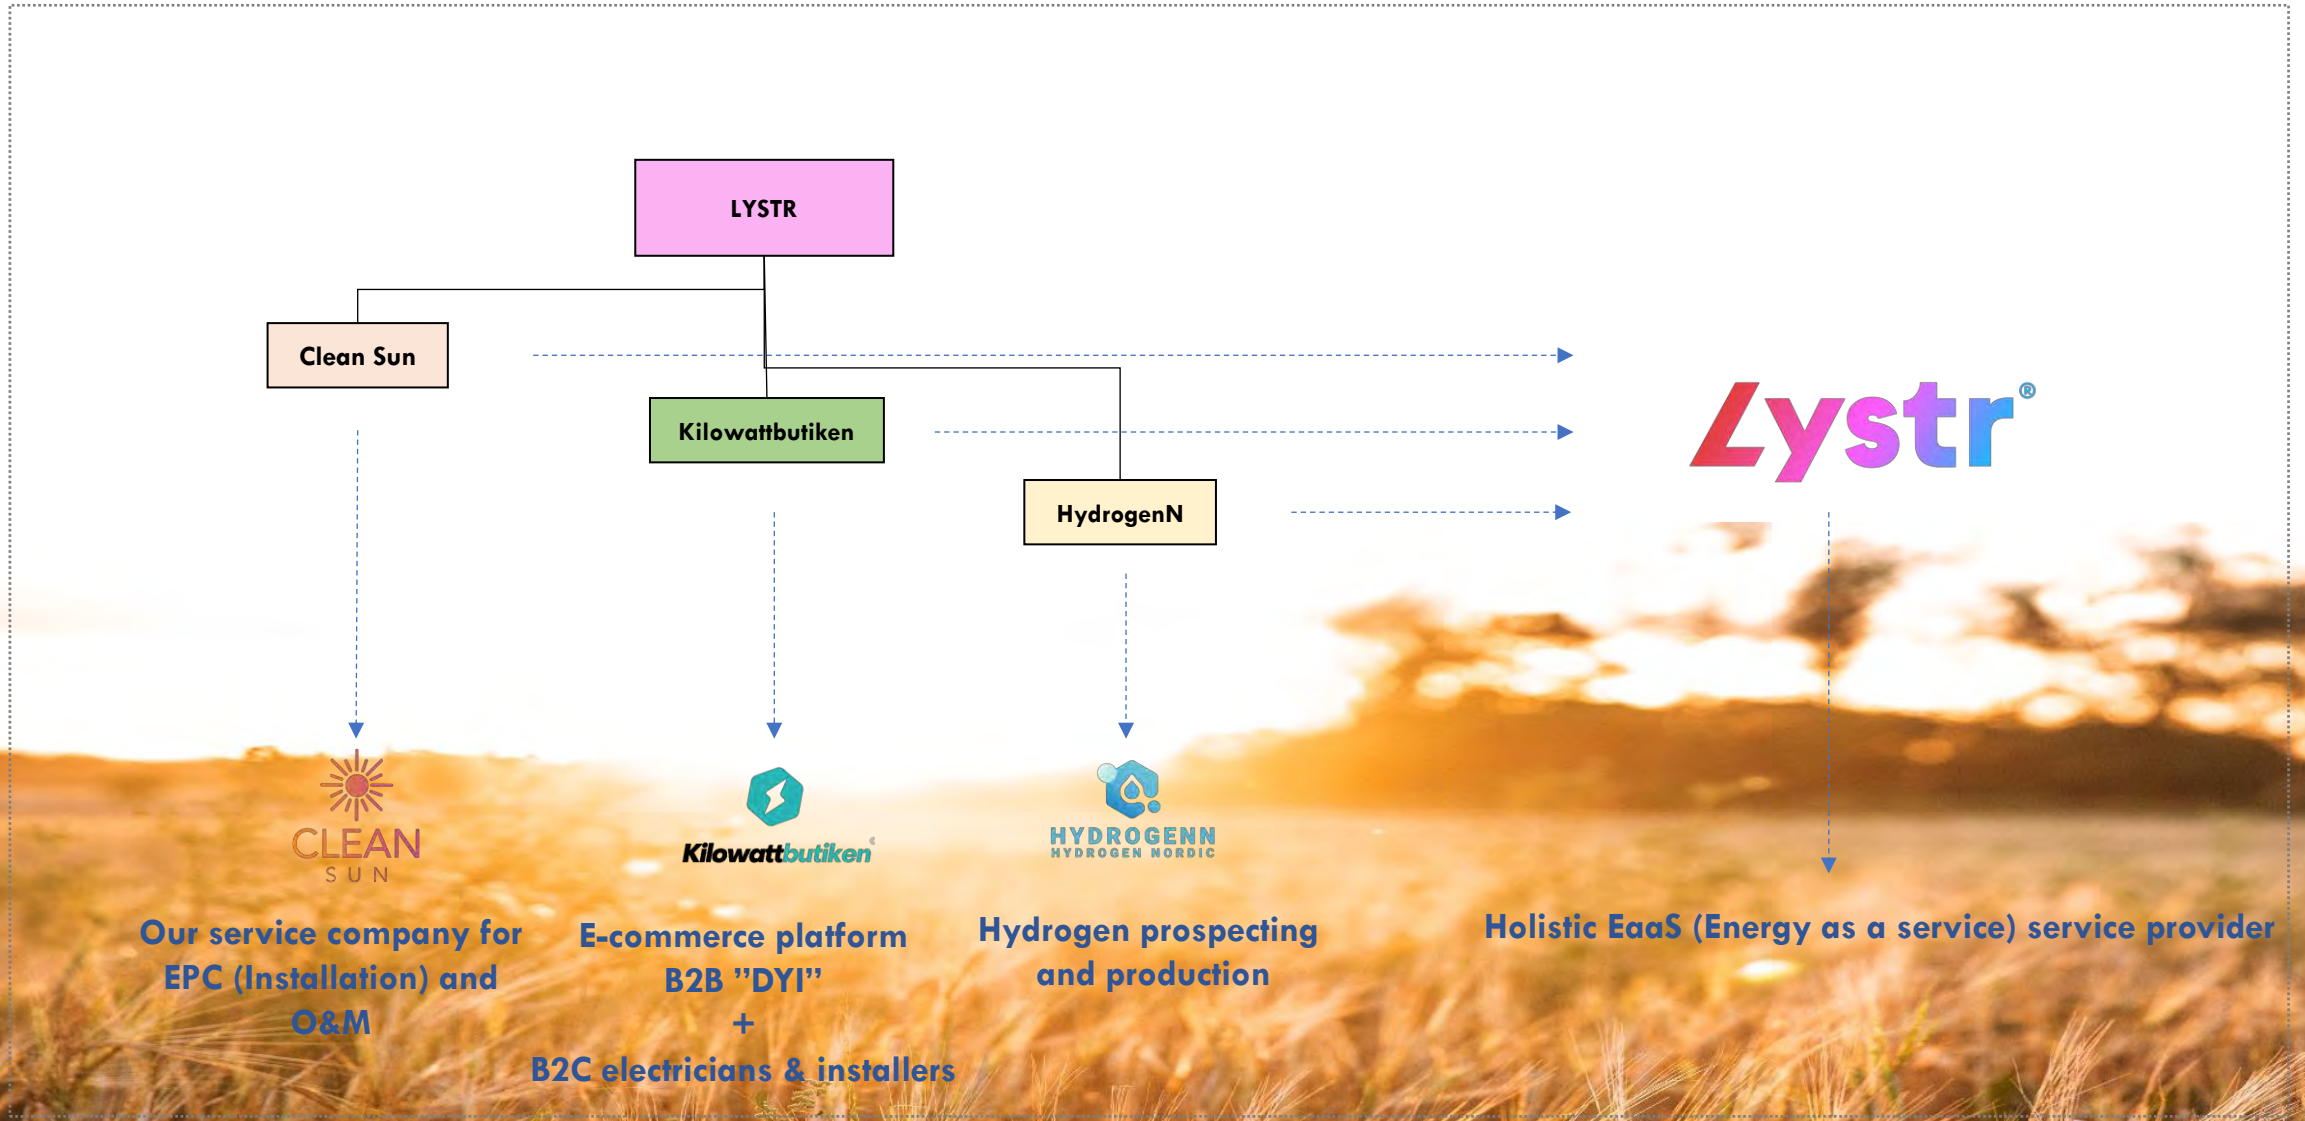 LYSTR
Clean Sun
Kilowattbutiken
HydrogenN
Lystr®
CLEAN
SUN
Kilowattbutiken
HYDROGENN
HYDROGEN NORDIC
Our service company for
EPC (Installation) and
O&M
E-commerce platform
B2B ”DYI”
+
B2C electricians & installers
Hydrogen prospecting
and production
Holistic EaaS (Energy as a service) service provider